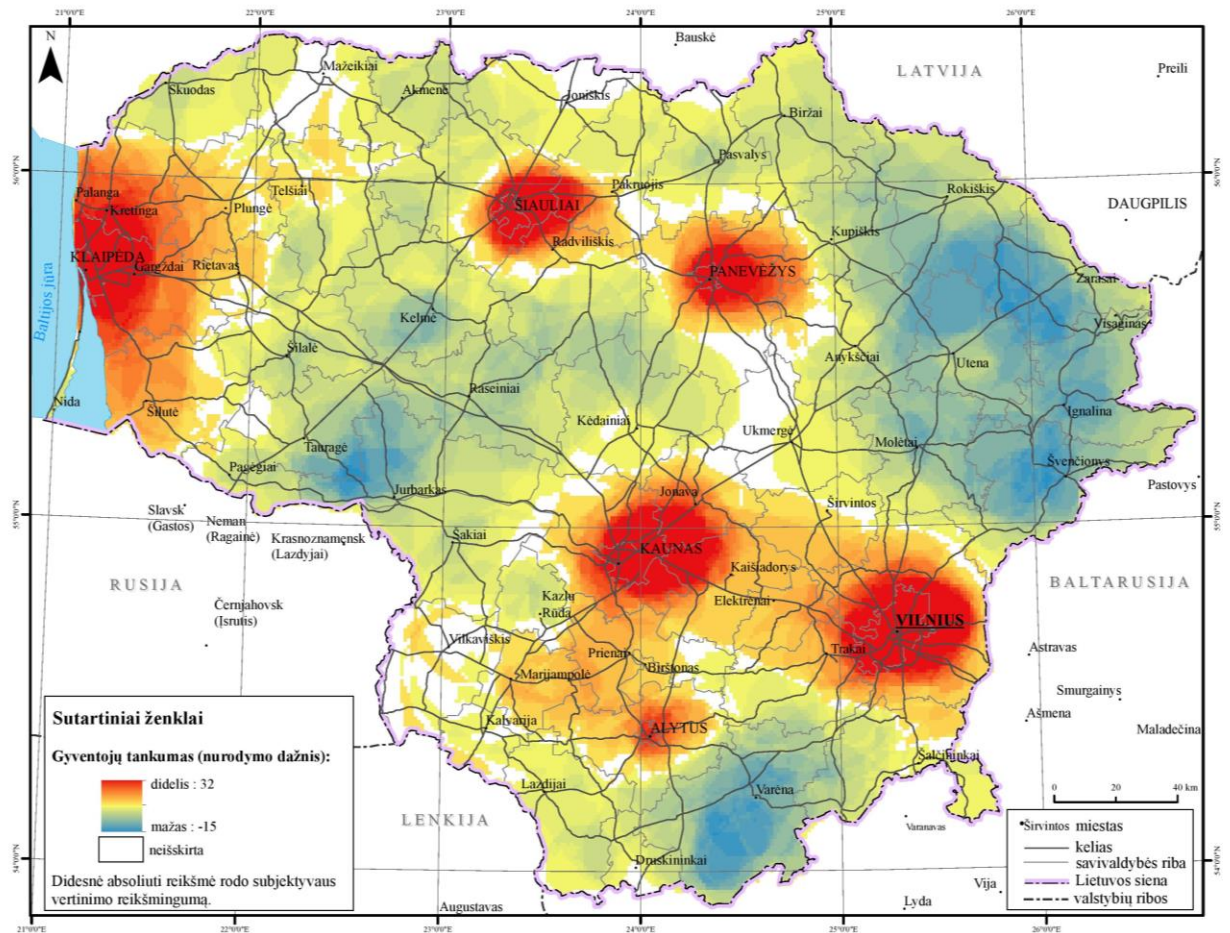 21°0'0"E 22°0'0"E 23°0'0"E 24°0'0"E 25°0'0"E 26°0'0"E
N
Bauskė
LATVIJA
Preili
Mažeikiai
Skuodas
Akmenė
Joniškis
Biržai
Pasvalys
56°0'0"N
56°0'0"N
Palanga
Kretinga
Telšiai
Plungė
ŠIAULIAI
Pakruojis
Rokiškis
DAUGPILIS
Radviliškis
Kupiškis
KLAIPĖDA
Gargždai
Rietavas
PANEVĖŽYS
Zarasai
Baltijos jūra
Kelmė
Visaginas
Šilalė
Anykščiai
Utena
Raseiniai
Nida
Šilutė
Kėdainiai
Ignalina
Ukmergė
Molėtai
Tauragė
Pagėgiai
Švenčionys
Jurbarkas
Jonava
Pastovys
Širvintos
Slavsk
(Gastos)
Neman
(Ragainė)
55°0'0"N
55°0'0"N
Krasnoznamęnsk
(Lazdyjai)
Šakiai
KAUNAS
Kaišiadorys
RUSIJA
BALTARUSIJA
Kazlų
Rūda
Elektrėnai
Černjahovsk
(Įsrutis)
VILNIUS
Vilkaviškis
Prienai
Birštonas
Trakai
Astravas
Marijampolė
Smurgainys
Kalvarija
ALYTUS
Ašmena
Maladečina
Šalčininkai
Lazdijai
Varėna
0 20 40 km
LENKIJA
Varanavas
Druskininkai
54°0'0"N
54°0'0"N
Vija
Augustavas
Lyda
Sutartiniai ženklai
Gyventojų tankumas (nurodymo dažnis):
didelis : 32
mažas : -15
neišskirta
Didesnė absoliuti reikšmė rodo subjektyvaus
vertinimo reikšmingumą.
Širvintos miestas
kelias
savivaldybės riba
Lietuvos siena
valstybių ribos
21°0'0"E 22°0'0"E 23°0'0"E 24°0'0"E 25°0'0"E 26°0'0"E